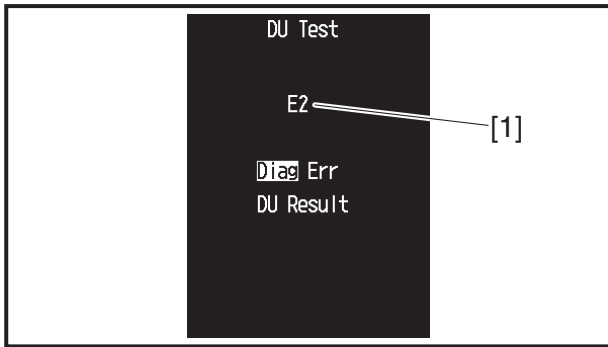 DU Test
E2
[1]
Diag Err
DU Result